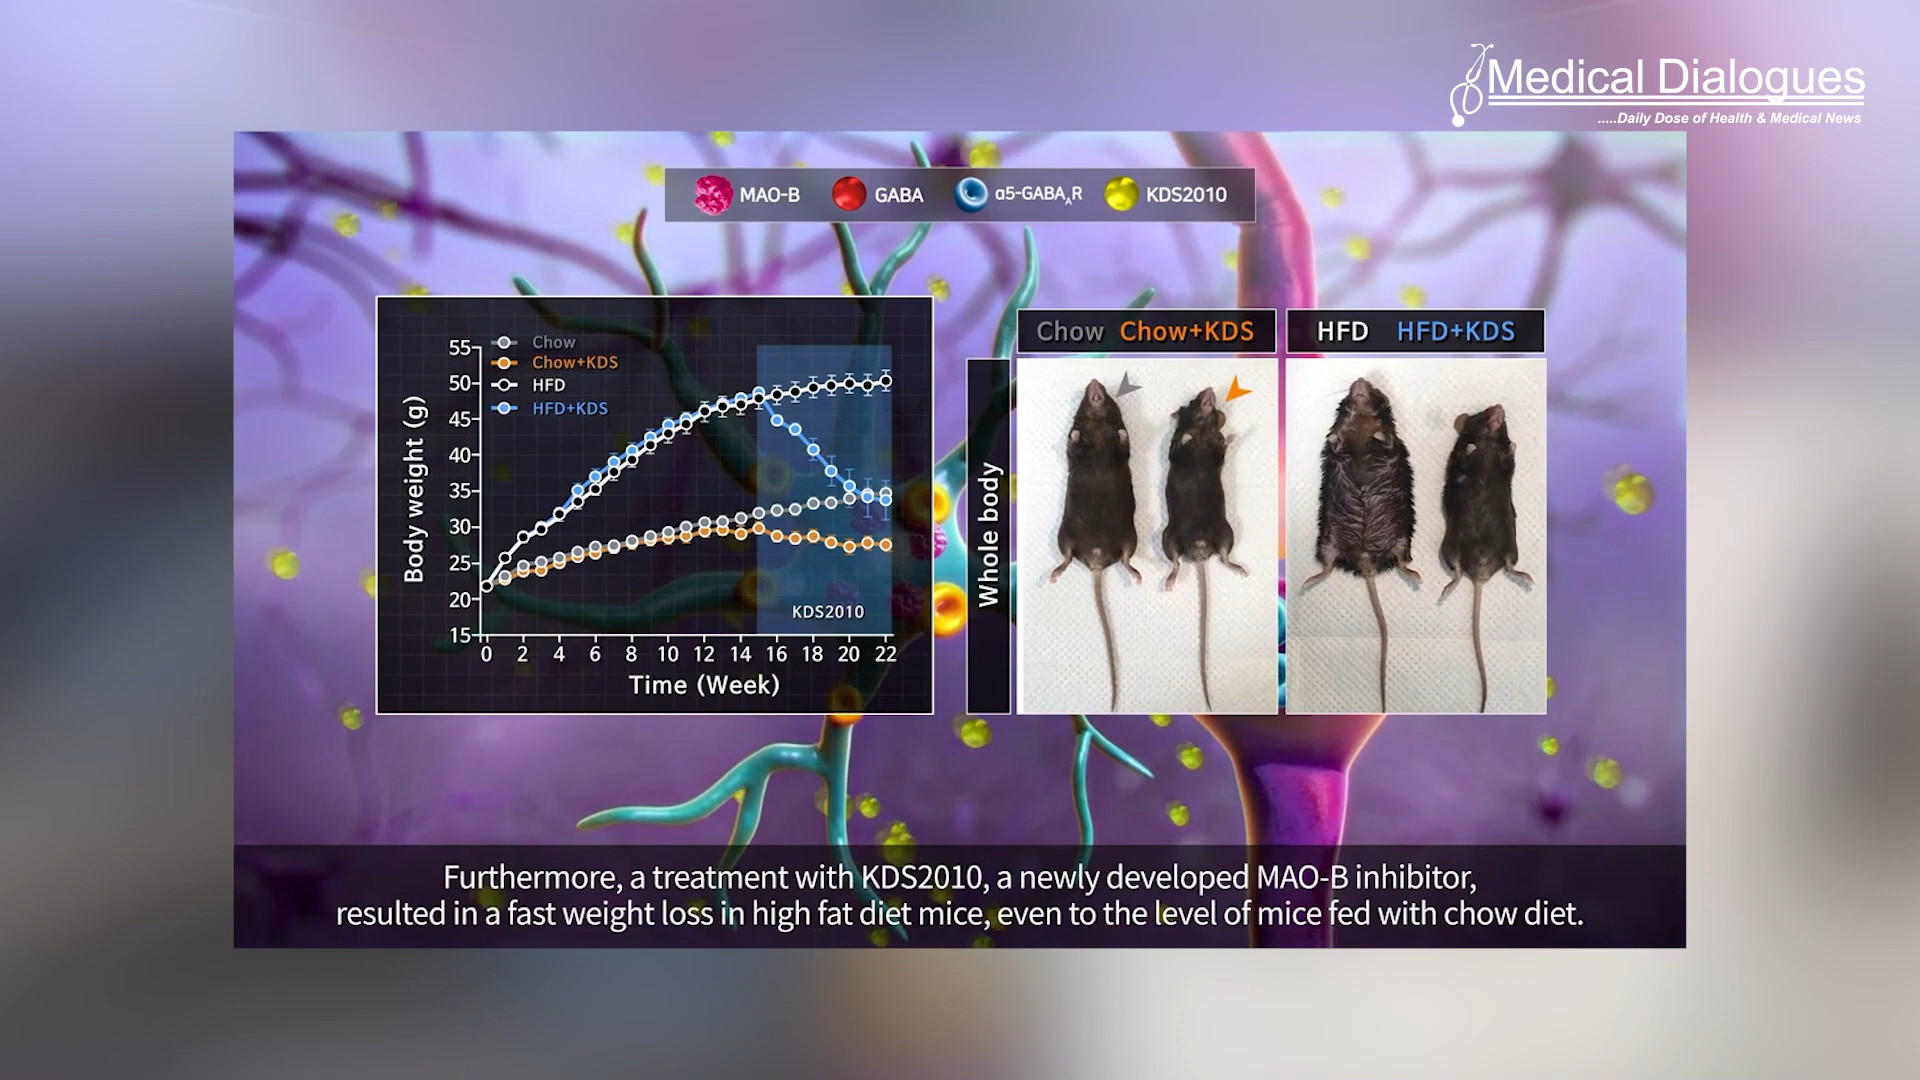 Medical Dialogues
.....Daily Dose of Health & Medical News
MAO-B GABA α5-GABA_AR KDS2010
Chow
Chow+KDS
HFD
HFD+KDS
55
50
45
40
35
30
25
20
15
Body weight (g)
KDS2010
0 2 4 6 8 10 12 14 16 18 20 22
Time (Week)
Chow Chow+KDS HFD HFD+KDS
Whole body
Furthermore, a treatment with KDS2010, a newly developed MAO-B inhibitor,
resulted in a fast weight loss in high fat diet mice, even to the level of mice fed with chow diet.